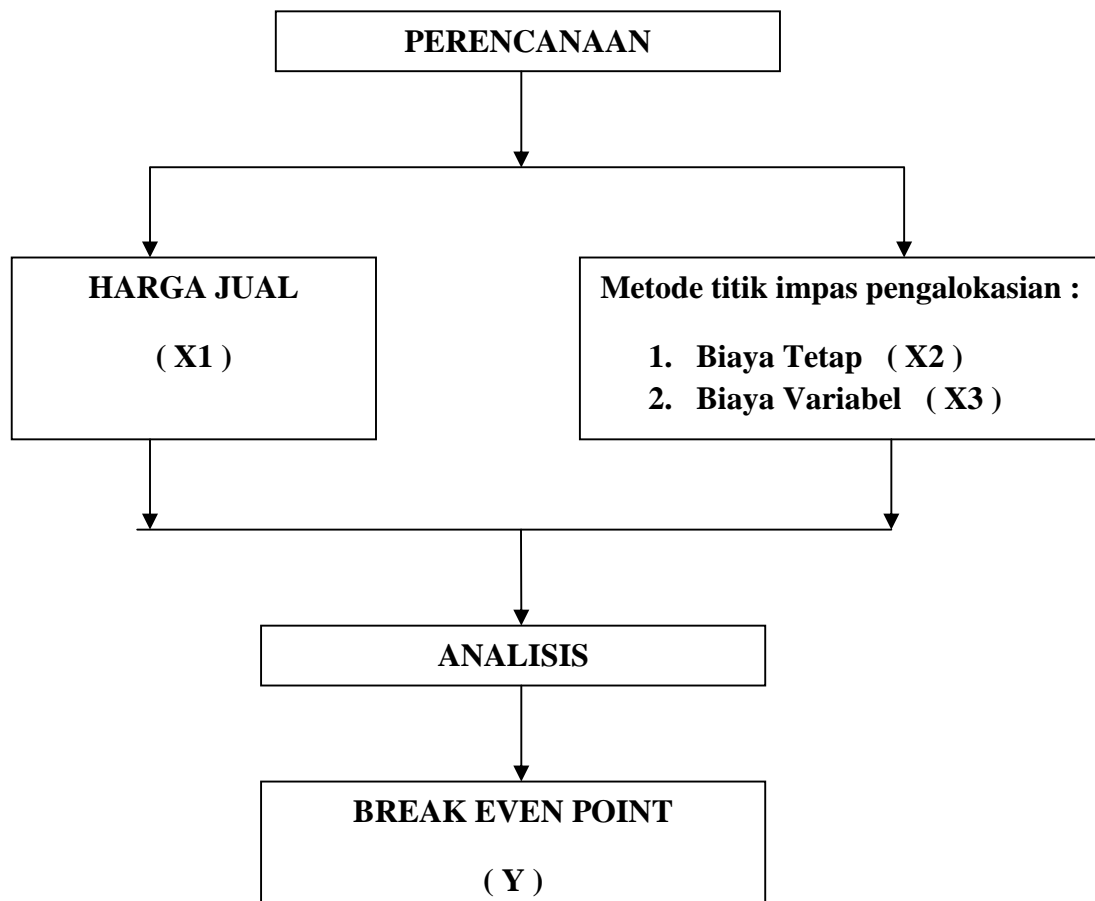 PERENCANAAN
HARGA JUAL
( X1 )
Metode titik impas pengalokasian :
1. Biaya Tetap ( X2 )
2. Biaya Variabel ( X3 )
ANALISIS
BREAK EVEN POINT
( Y )